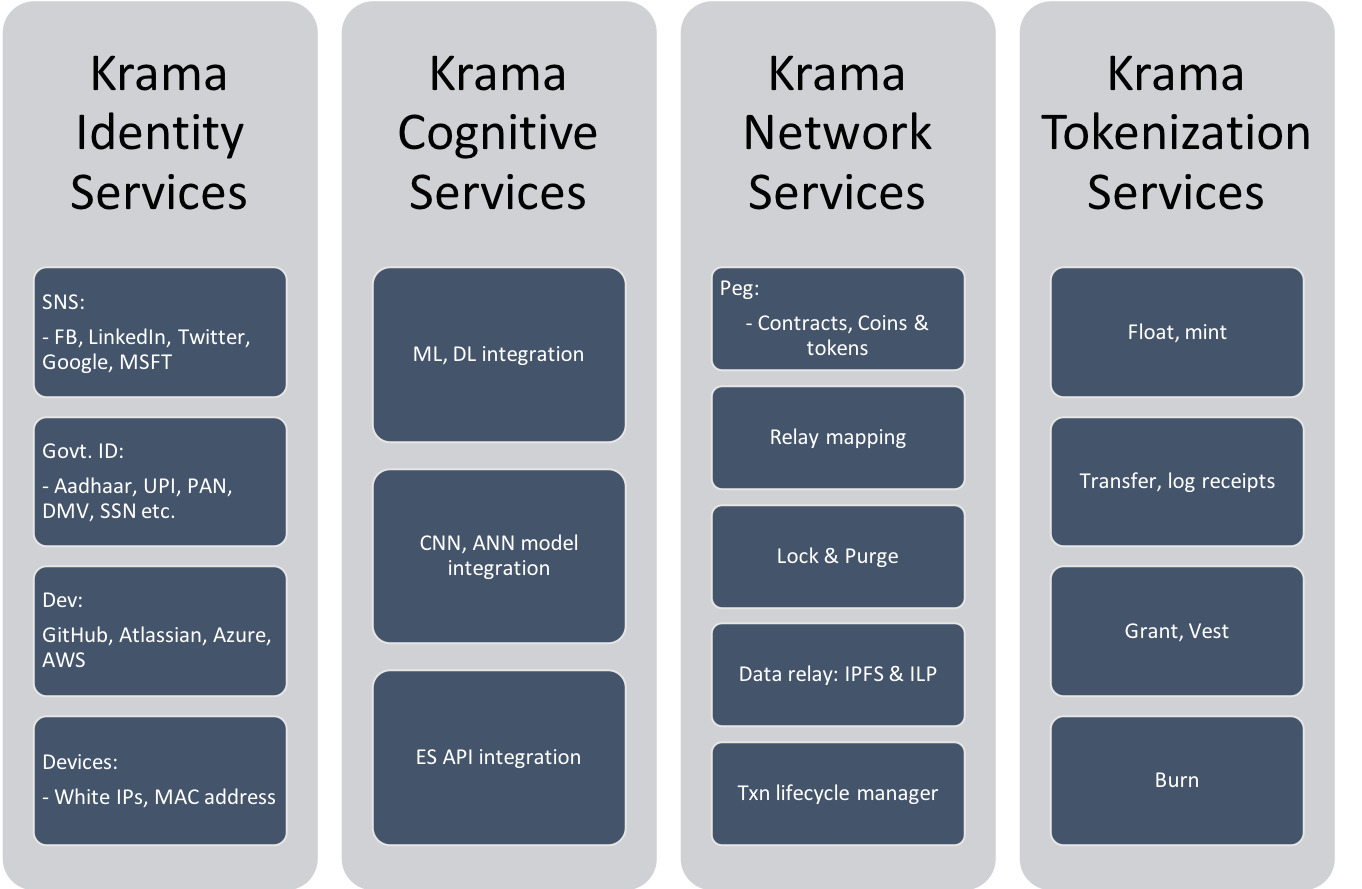 Krama
Identity
Services
SNS:
- FB, LinkedIn, Twitter,
Google, MSFT
Govt. ID:
- Aadhaar, UPI, PAN,
DMV, SSN etc.
Dev:
GitHub, Atlassian, Azure,
AWS
Devices:
- White IPs, MAC address
Krama
Cognitive
Services
ML, DL integration
CNN, ANN model
integration
ES API integration
Krama
Network
Services
Peg:
- Contracts, Coins &
tokens
Relay mapping
Lock & Purge
Data relay: IPFS & ILP
Txn lifecycle manager
Krama
Tokenization
Services
Float, mint
Transfer, log receipts
Grant, Vest
Burn